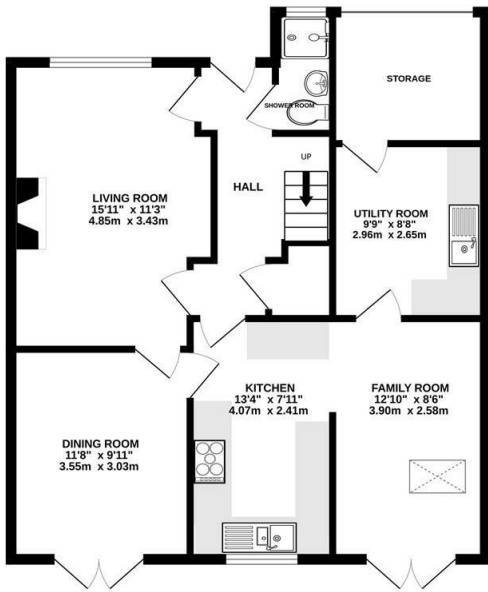 STORAGE
SHOWER ROOM
UP
HALL
LIVING ROOM
15'11" x 11'3"
4.85m x 3.43m
UTILITY ROOM
9'9" x 8'8"
2.96m x 2.65m
KITCHEN
13'4" x 7'11"
4.07m x 2.41m
FAMILY ROOM
12'10" x 8'6"
3.90m x 2.58m
DINING ROOM
11'8" x 9'11"
3.55m x 3.03m